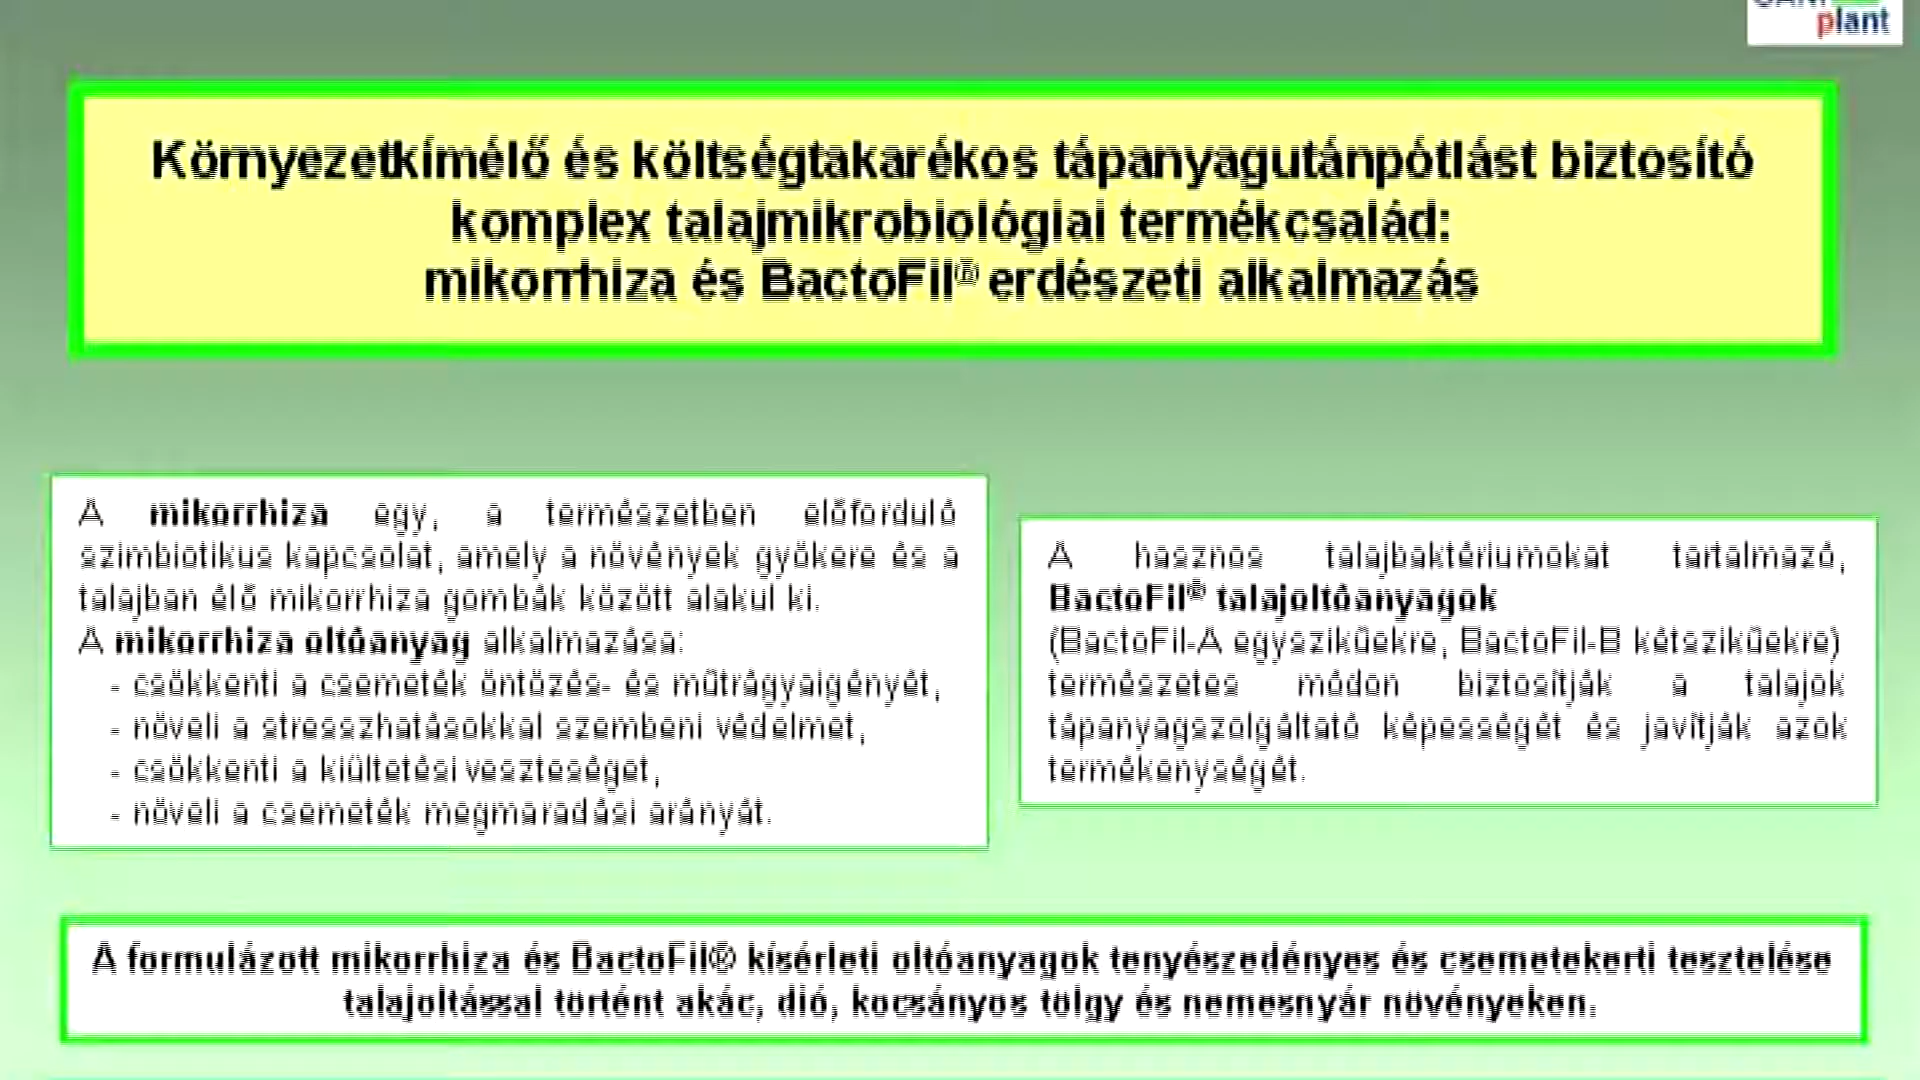 plant
Környezetkímélő és költségtakarékos tápanyagutánpótlást biztosító
komplex talajmikrobiológiai termékcsalád:
mikorrhiza és BactoFil® erdészeti alkalmazás
A mikorrhiza egy, a természetben előforduló
szimbiotikus kapcsolat, amely a növények gyökere és a
talajban élő mikorrhiza gombák között alakul ki.
A mikorrhiza oltóanyag alkalmazása:
- csökkenti a csemeték öntözés- és műtrágyaigényét,
- növeli a stresszhatásokkal szembeni védelmet,
- csökkenti a kiültetési veszteséget,
- növeli a csemeték megmaradási arányát.
A hasznos talajbaktériumokat tartalmazó,
BactoFil® talajoltóanyagok
(BactoFil-A egyszikűekre, BactoFil-B kétszikűekre)
természetes módon biztosítják a talajok
tápanyagszolgáltató képességét és javítják azok
termékenységét.
A formulázott mikorrhiza és BactoFil® kísérleti oltóanyagok tenyészedényes és csemetekerti tesztelése
talajoltással történt akác, dió, kocsányos tölgy és nemesnyár növényeken.